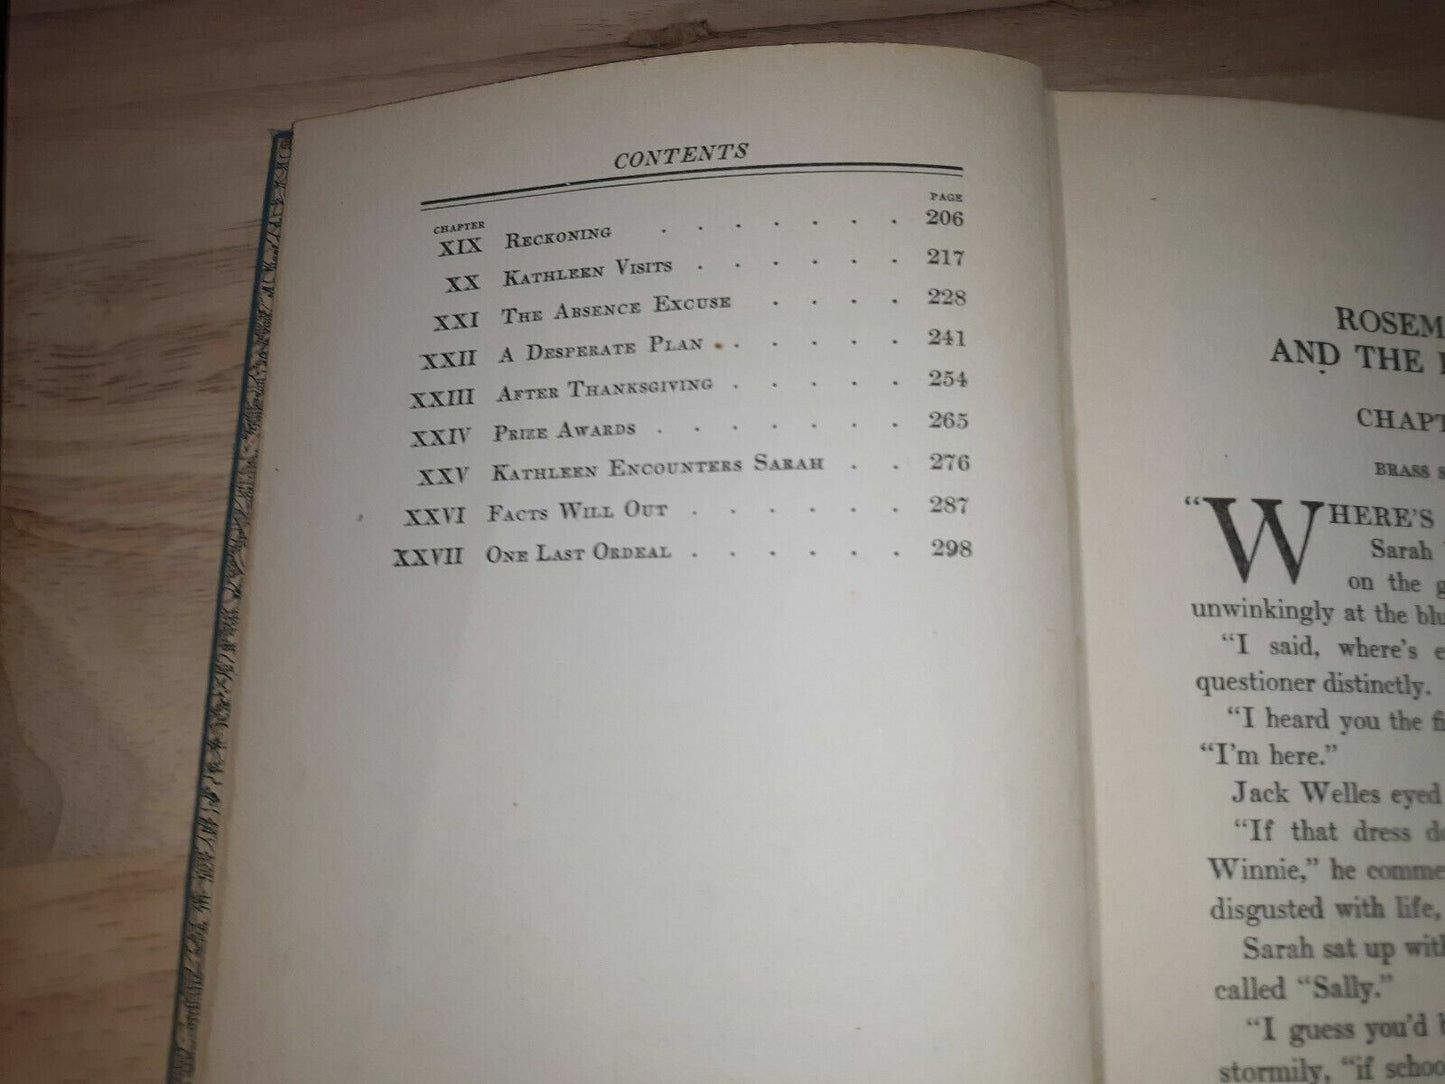 CONTENTS
CHAPTER PAGE
XIX RECKONING . . . . . . . 206
XX KATHLEEN VISITS . . . . . . 217
XXI THE ABSENCE EXCUSE . . . . 228
XXII A DESPERATE PLAN . . . . . 241
XXIII AFTER THANKSGIVING . . . . . 254
XXIV PRIZE AWARDS . . . . . . . 265
XXV KATHLEEN ENCOUNTERS SARAH . . 276
XXVI FACTS WILL OUT . . . . . . 287
XXVII ONE LAST ORDEAL . . . . . . 298
ROSEM
AND THE
CHAPT
BRASS
"WHERE'S
Sarah
on the
unwinkingly at the blu
"I said, where's
questioner distinctly.
"I heard you the
"I'm here."
Jack Welles eyed
"If that dress
Winnie," he comme
disgusted with life,
Sarah sat up with
called "Sally."
"I guess you'd
stormily, "if schoo